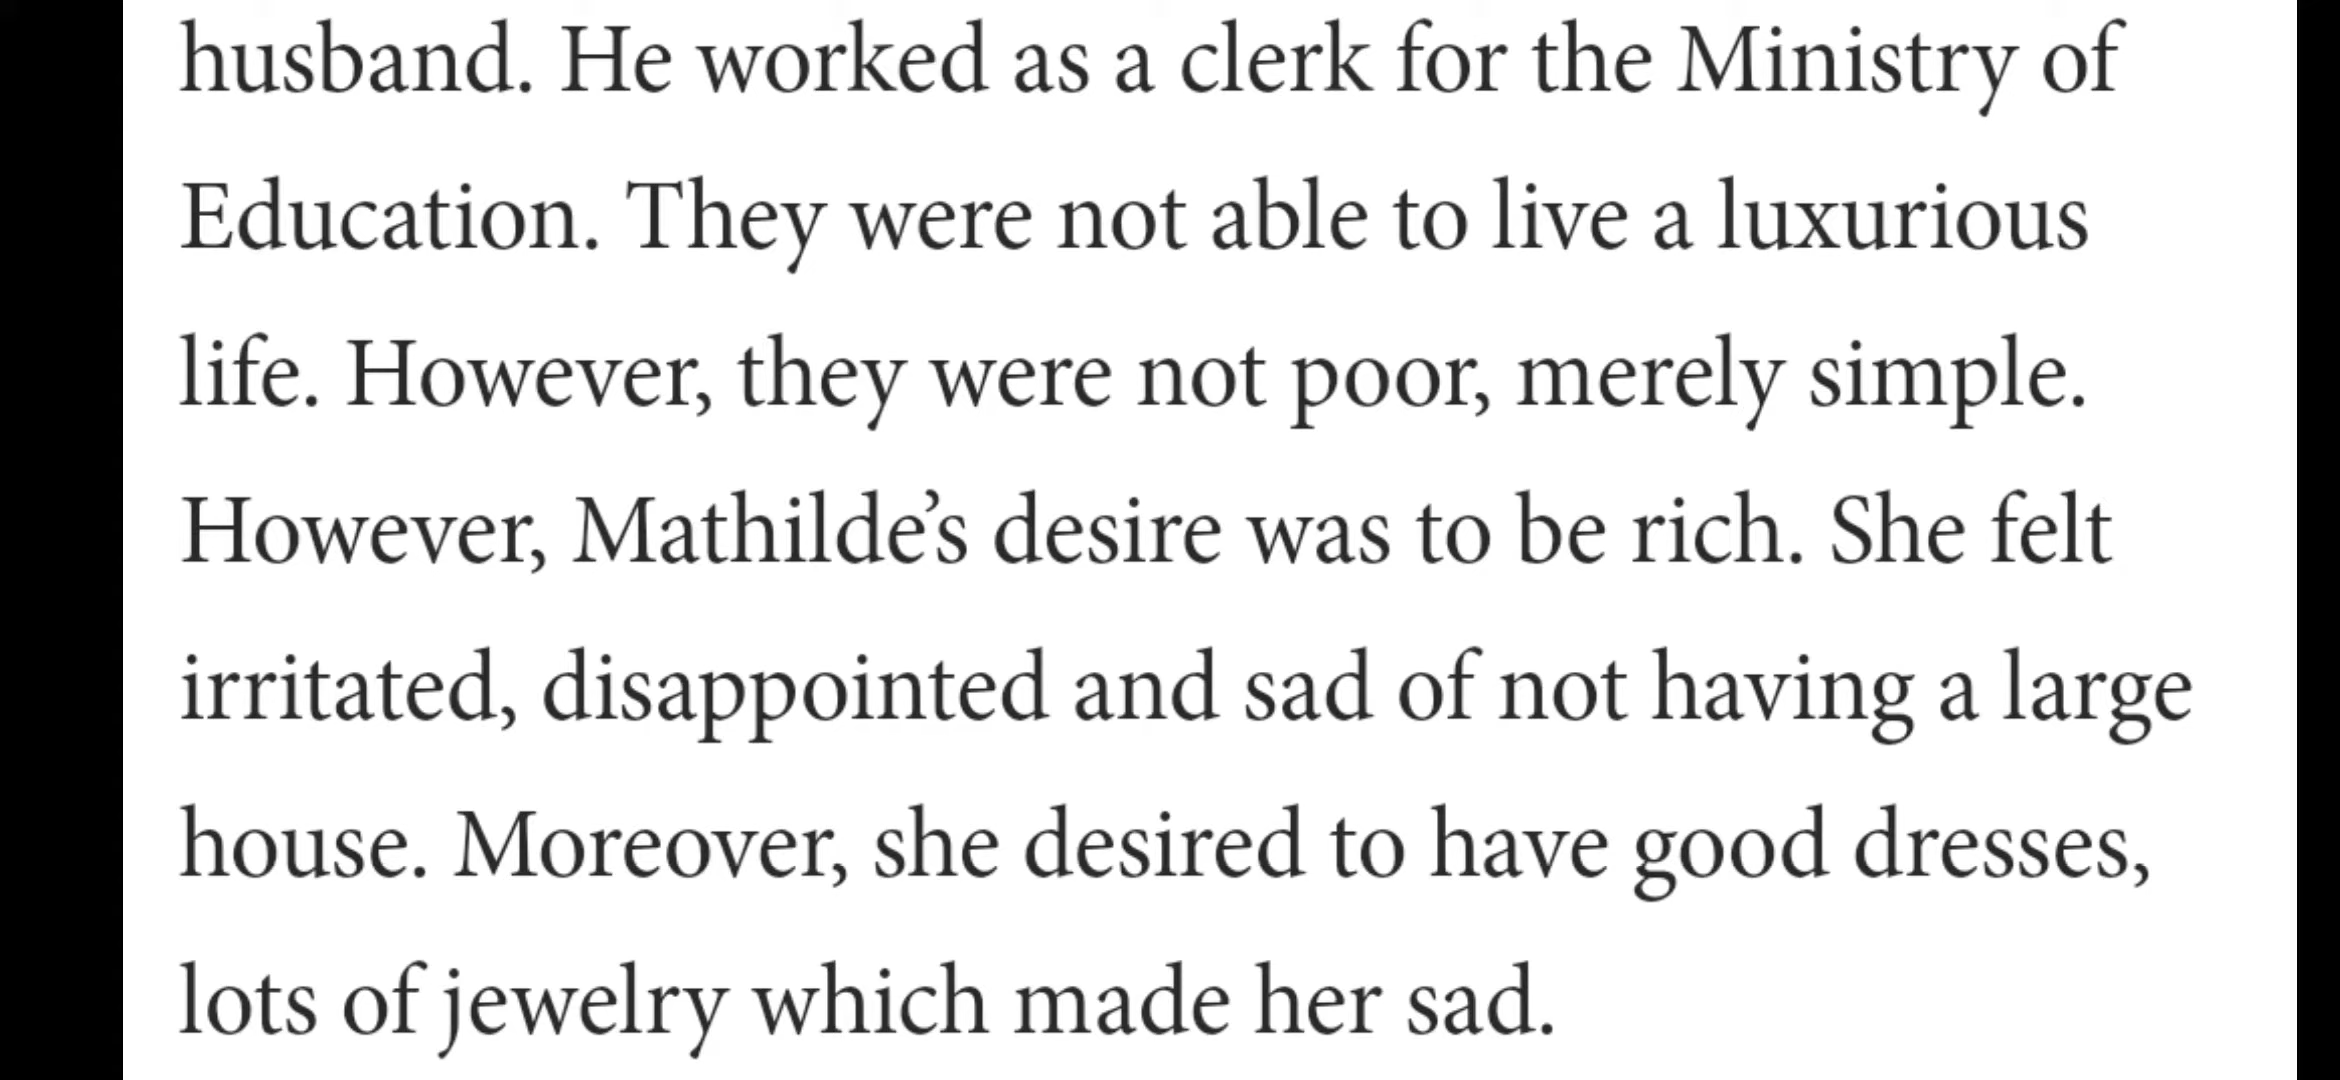 husband. He worked as a clerk for the Ministry of
Education. They were not able to live a luxurious
life. However, they were not poor, merely simple.
However, Mathilde’s desire was to be rich. She felt
irritated, disappointed and sad of not having a large
house. Moreover, she desired to have good dresses,
lots of jewelry which made her sad.